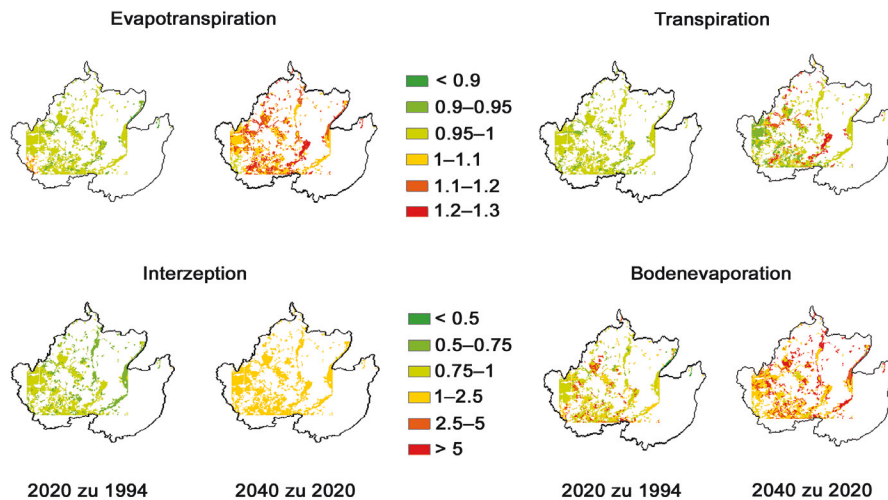 Evapotranspiration
Transpiration
< 0.9
0.9–0.95
0.95–1
1–1.1
1.1–1.2
1.2–1.3
Interzeption
Bodenevaporation
< 0.5
0.5–0.75
0.75–1
1–2.5
2.5–5
> 5
2020 zu 1994
2040 zu 2020
2020 zu 1994
2040 zu 2020